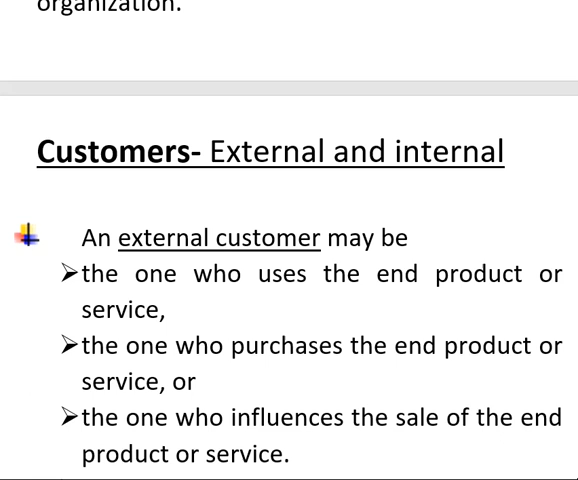 organization.
Customers- External and internal
An external customer may be
➢the one who uses the end product or
service,
➢the one who purchases the end product or
service, or
➢the one who influences the sale of the end
product or service.